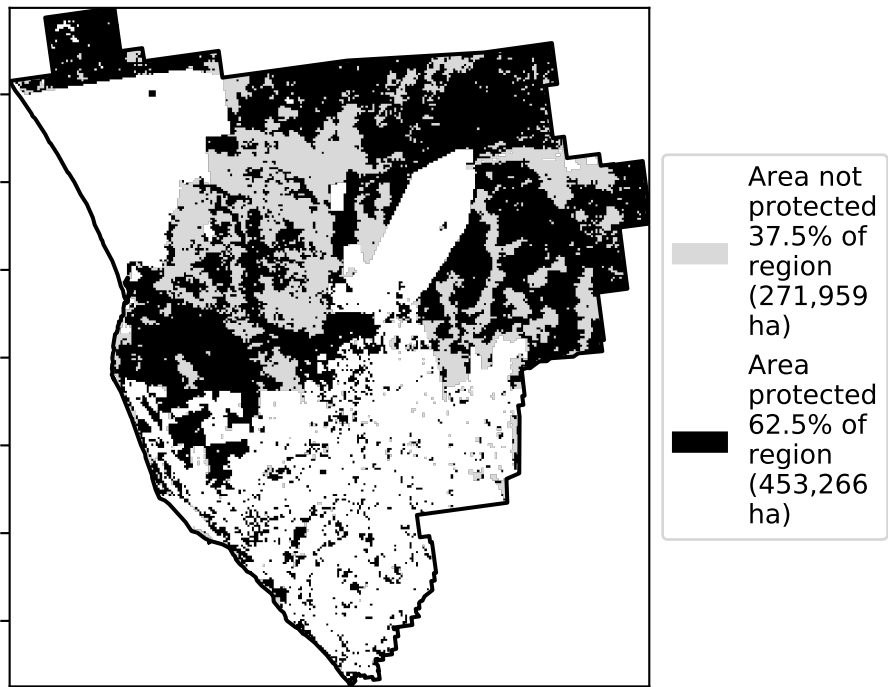 Area not
protected
37.5% of
region
(271,959
ha)
Area
protected
62.5% of
region
(453,266
ha)